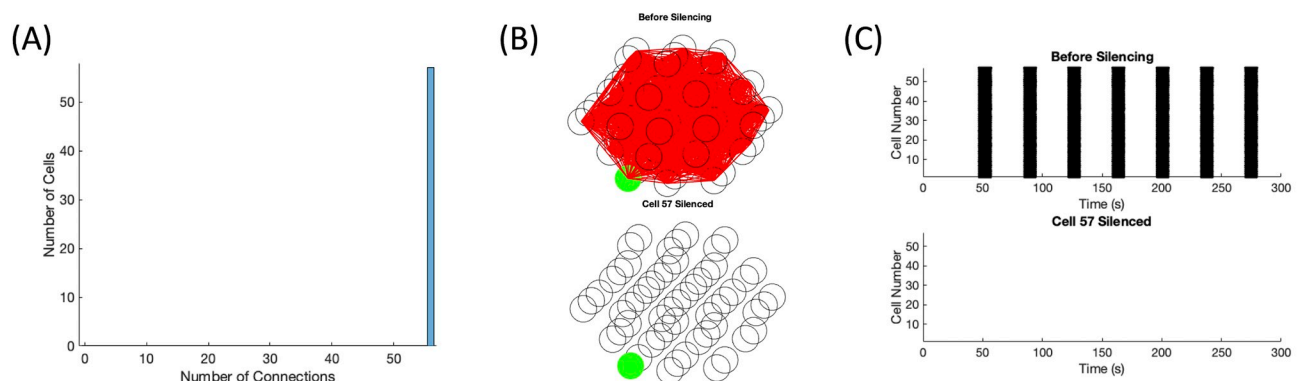 (A)
Number of Cells
50
40
30
20
10
0
0 10 20 30 40 50
Number of Connections
(B)
Before Silencing
Cell 57 Silenced
(C)
Before Silencing
Cell Number
50
40
30
20
10
0 50 100 150 200 250 300
Time (s)
Cell 57 Silenced
Cell Number
50
40
30
20
10
0 50 100 150 200 250 300
Time (s)